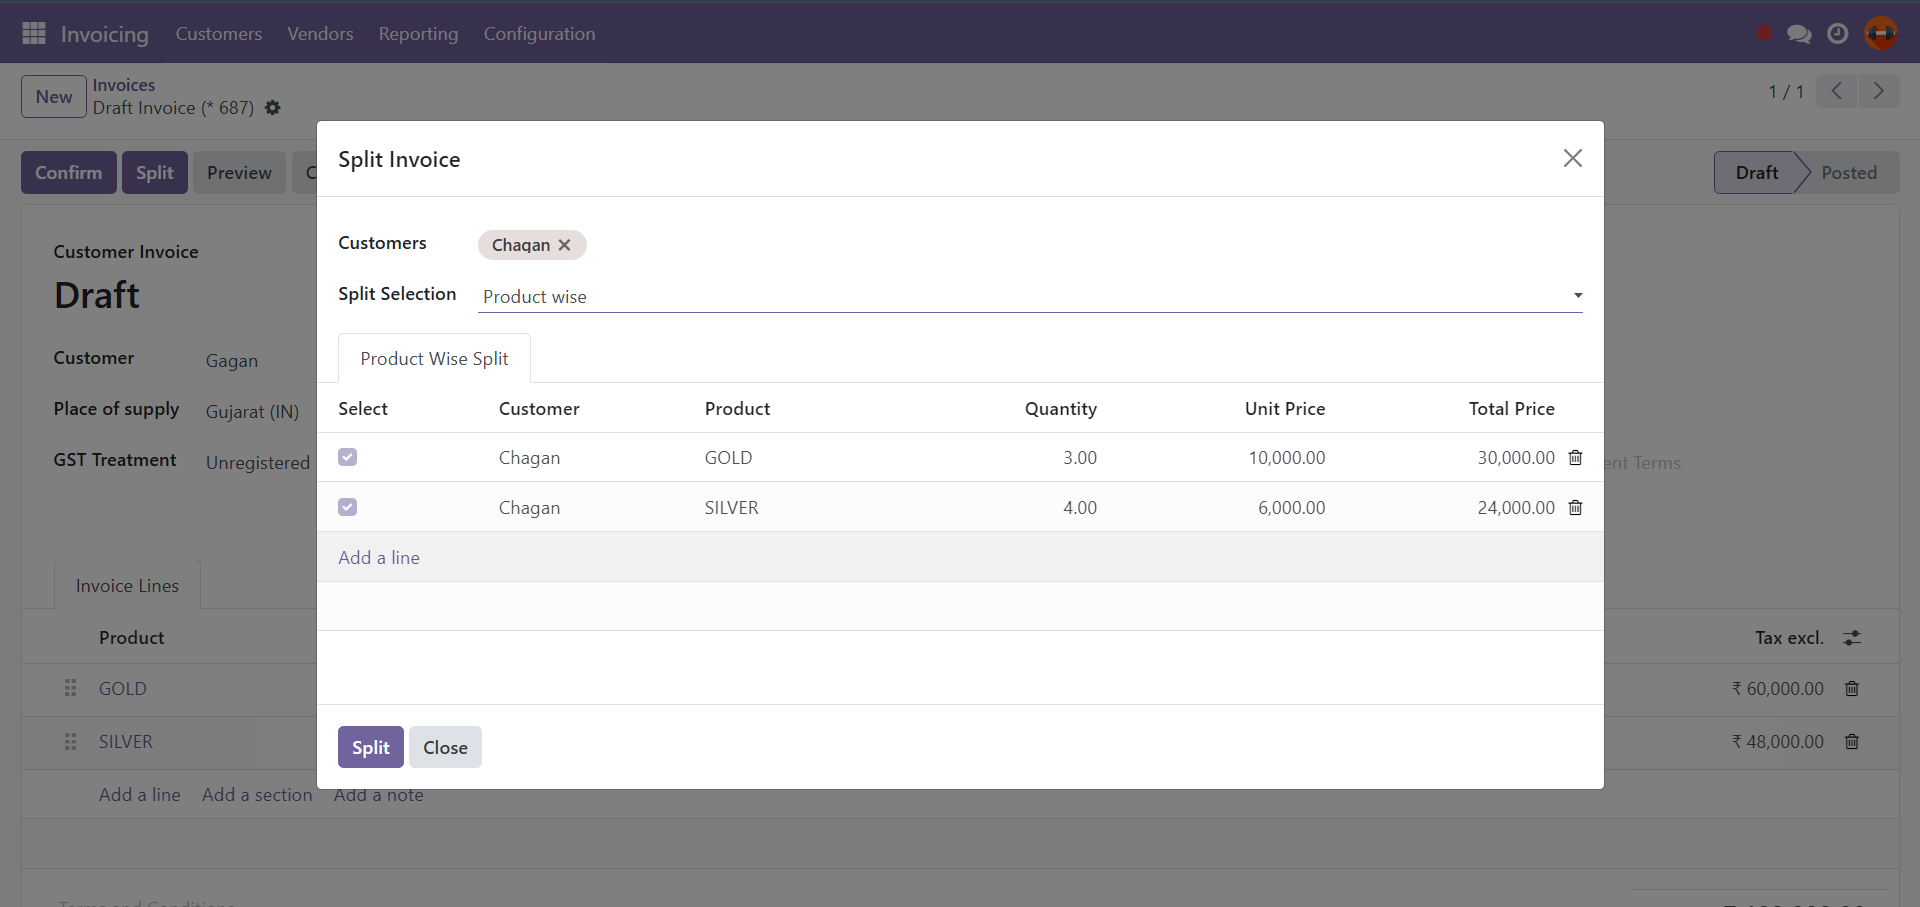 Invoicing Customers Vendors Reporting Configuration
New
Invoices
Draft Invoice (* 687)
1 / 1
Confirm Split Preview C
Draft Posted
Split Invoice
Customers Chagan
Split Selection Product wise
Product Wise Split
Select Customer Product Quantity Unit Price Total Price
Chagan GOLD 3.00 10,000.00 30,000.00
Chagan SILVER 4.00 6,000.00 24,000.00
Add a line
Split Close
Customer Invoice
Draft
Customer Gagan
Place of supply Gujarat (IN)
GST Treatment Unregistered
ent Terms
Invoice Lines
Product Tax excl.
GOLD ₹ 60,000.00
SILVER ₹ 48,000.00
Add a line Add a section Add a note
Terms and Conditions